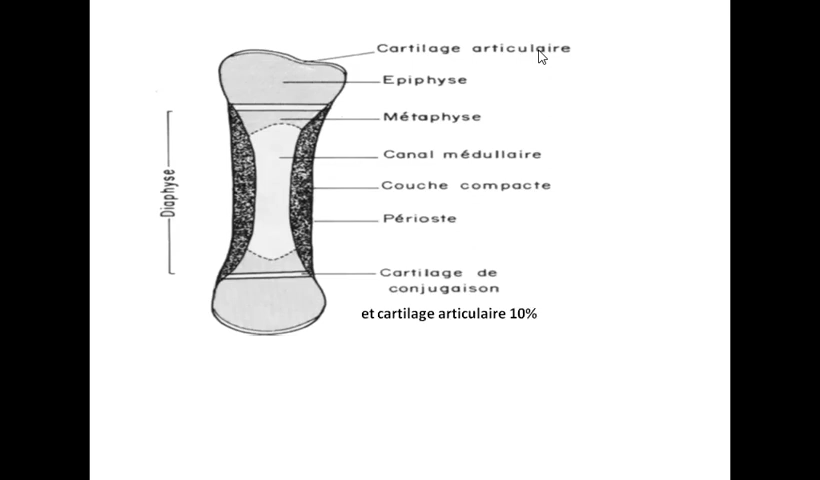 Cartilage articulaire
Epiphyse
Métaphyse
Canal médullaire
Couche compacte
Diaphyse
Périoste
Cartilage de
conjugaison
et cartilage articulaire 10%